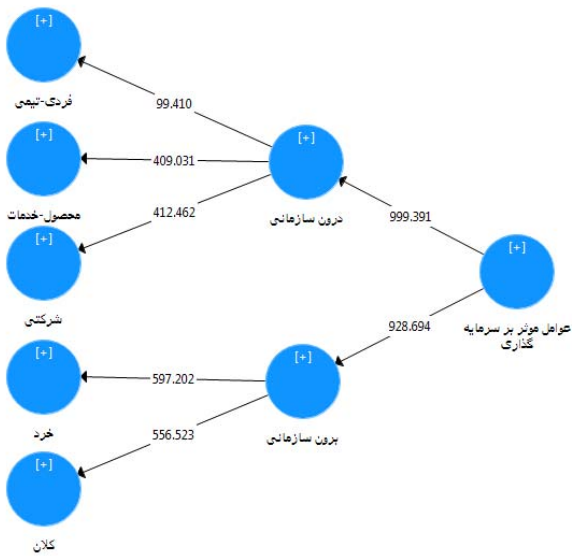 [+]
فردی-تیمی
[+]
محصول-خدمات
[+]
شرکتی
[+]
خرد
[+]
کلان
99.410
409.031
412.462
597.202
556.523
[+]
درون سازمانی
[+]
برون سازمانی
999.391
928.694
[+]
عوامل موثر بر سرمایه
گذاری